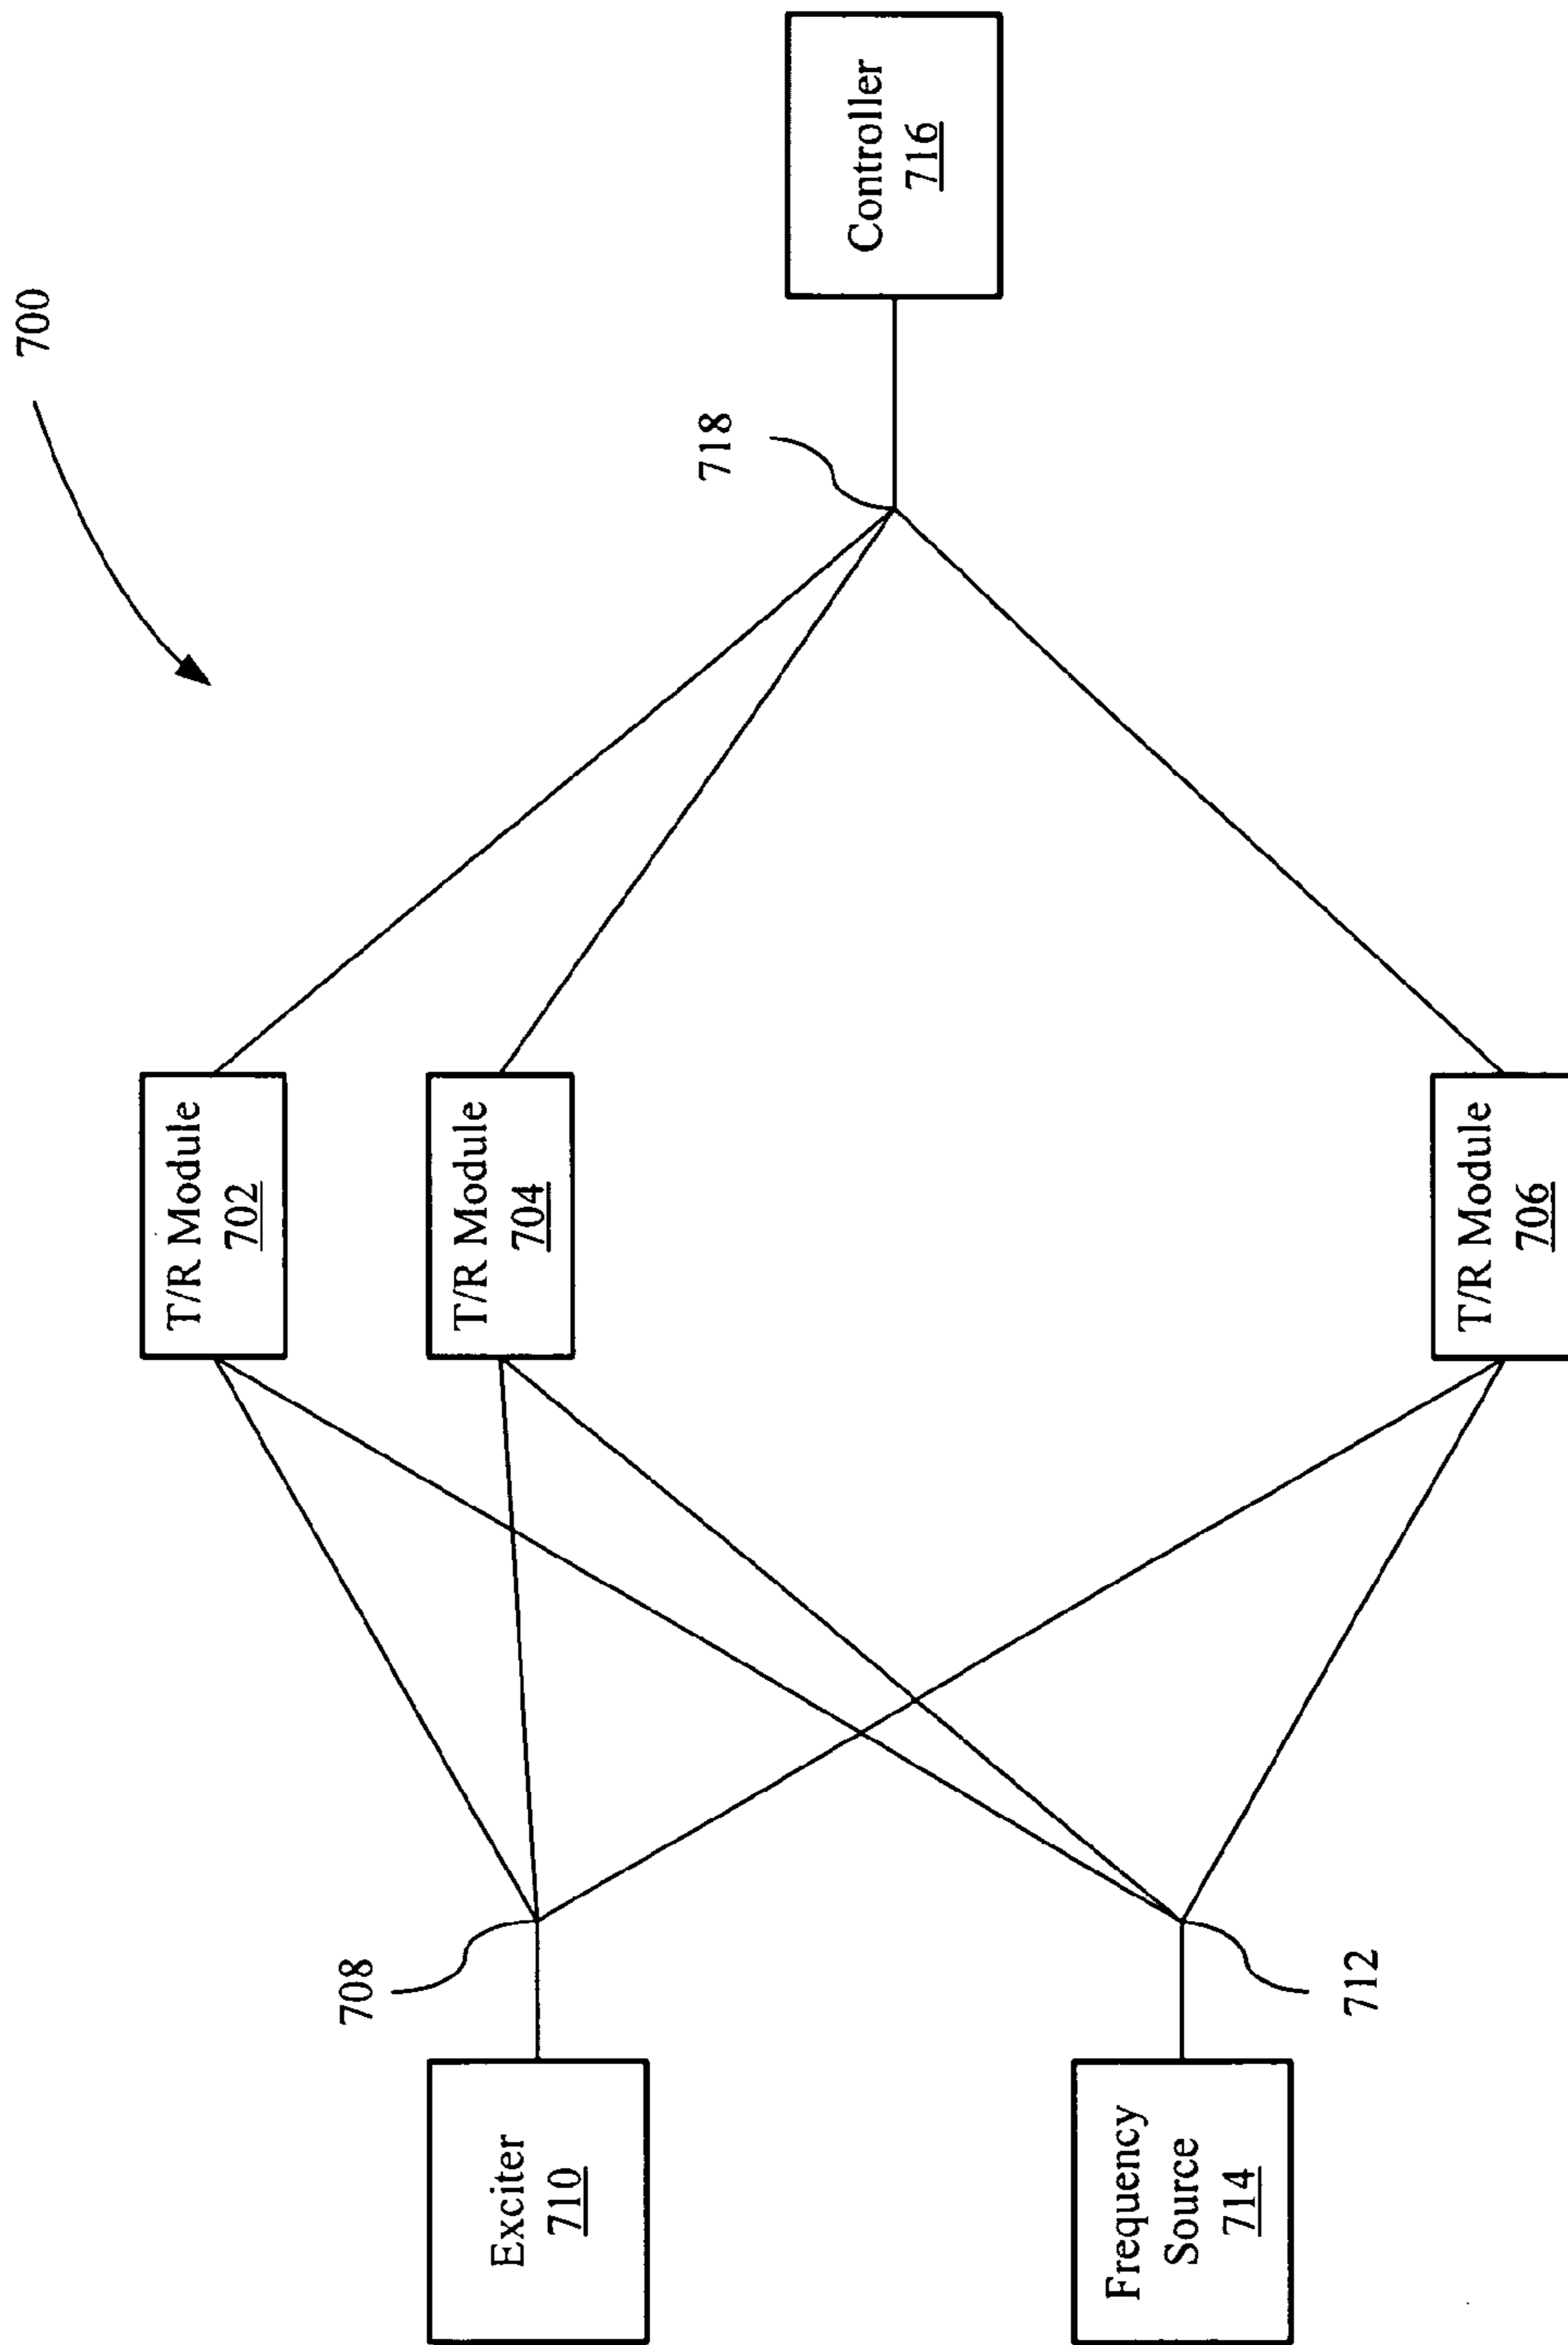 700
T/R Module
702
T/R Module
704
T/R Module
706
708
Exciter
710
712
Frequency
Source
714
718
Controller
716